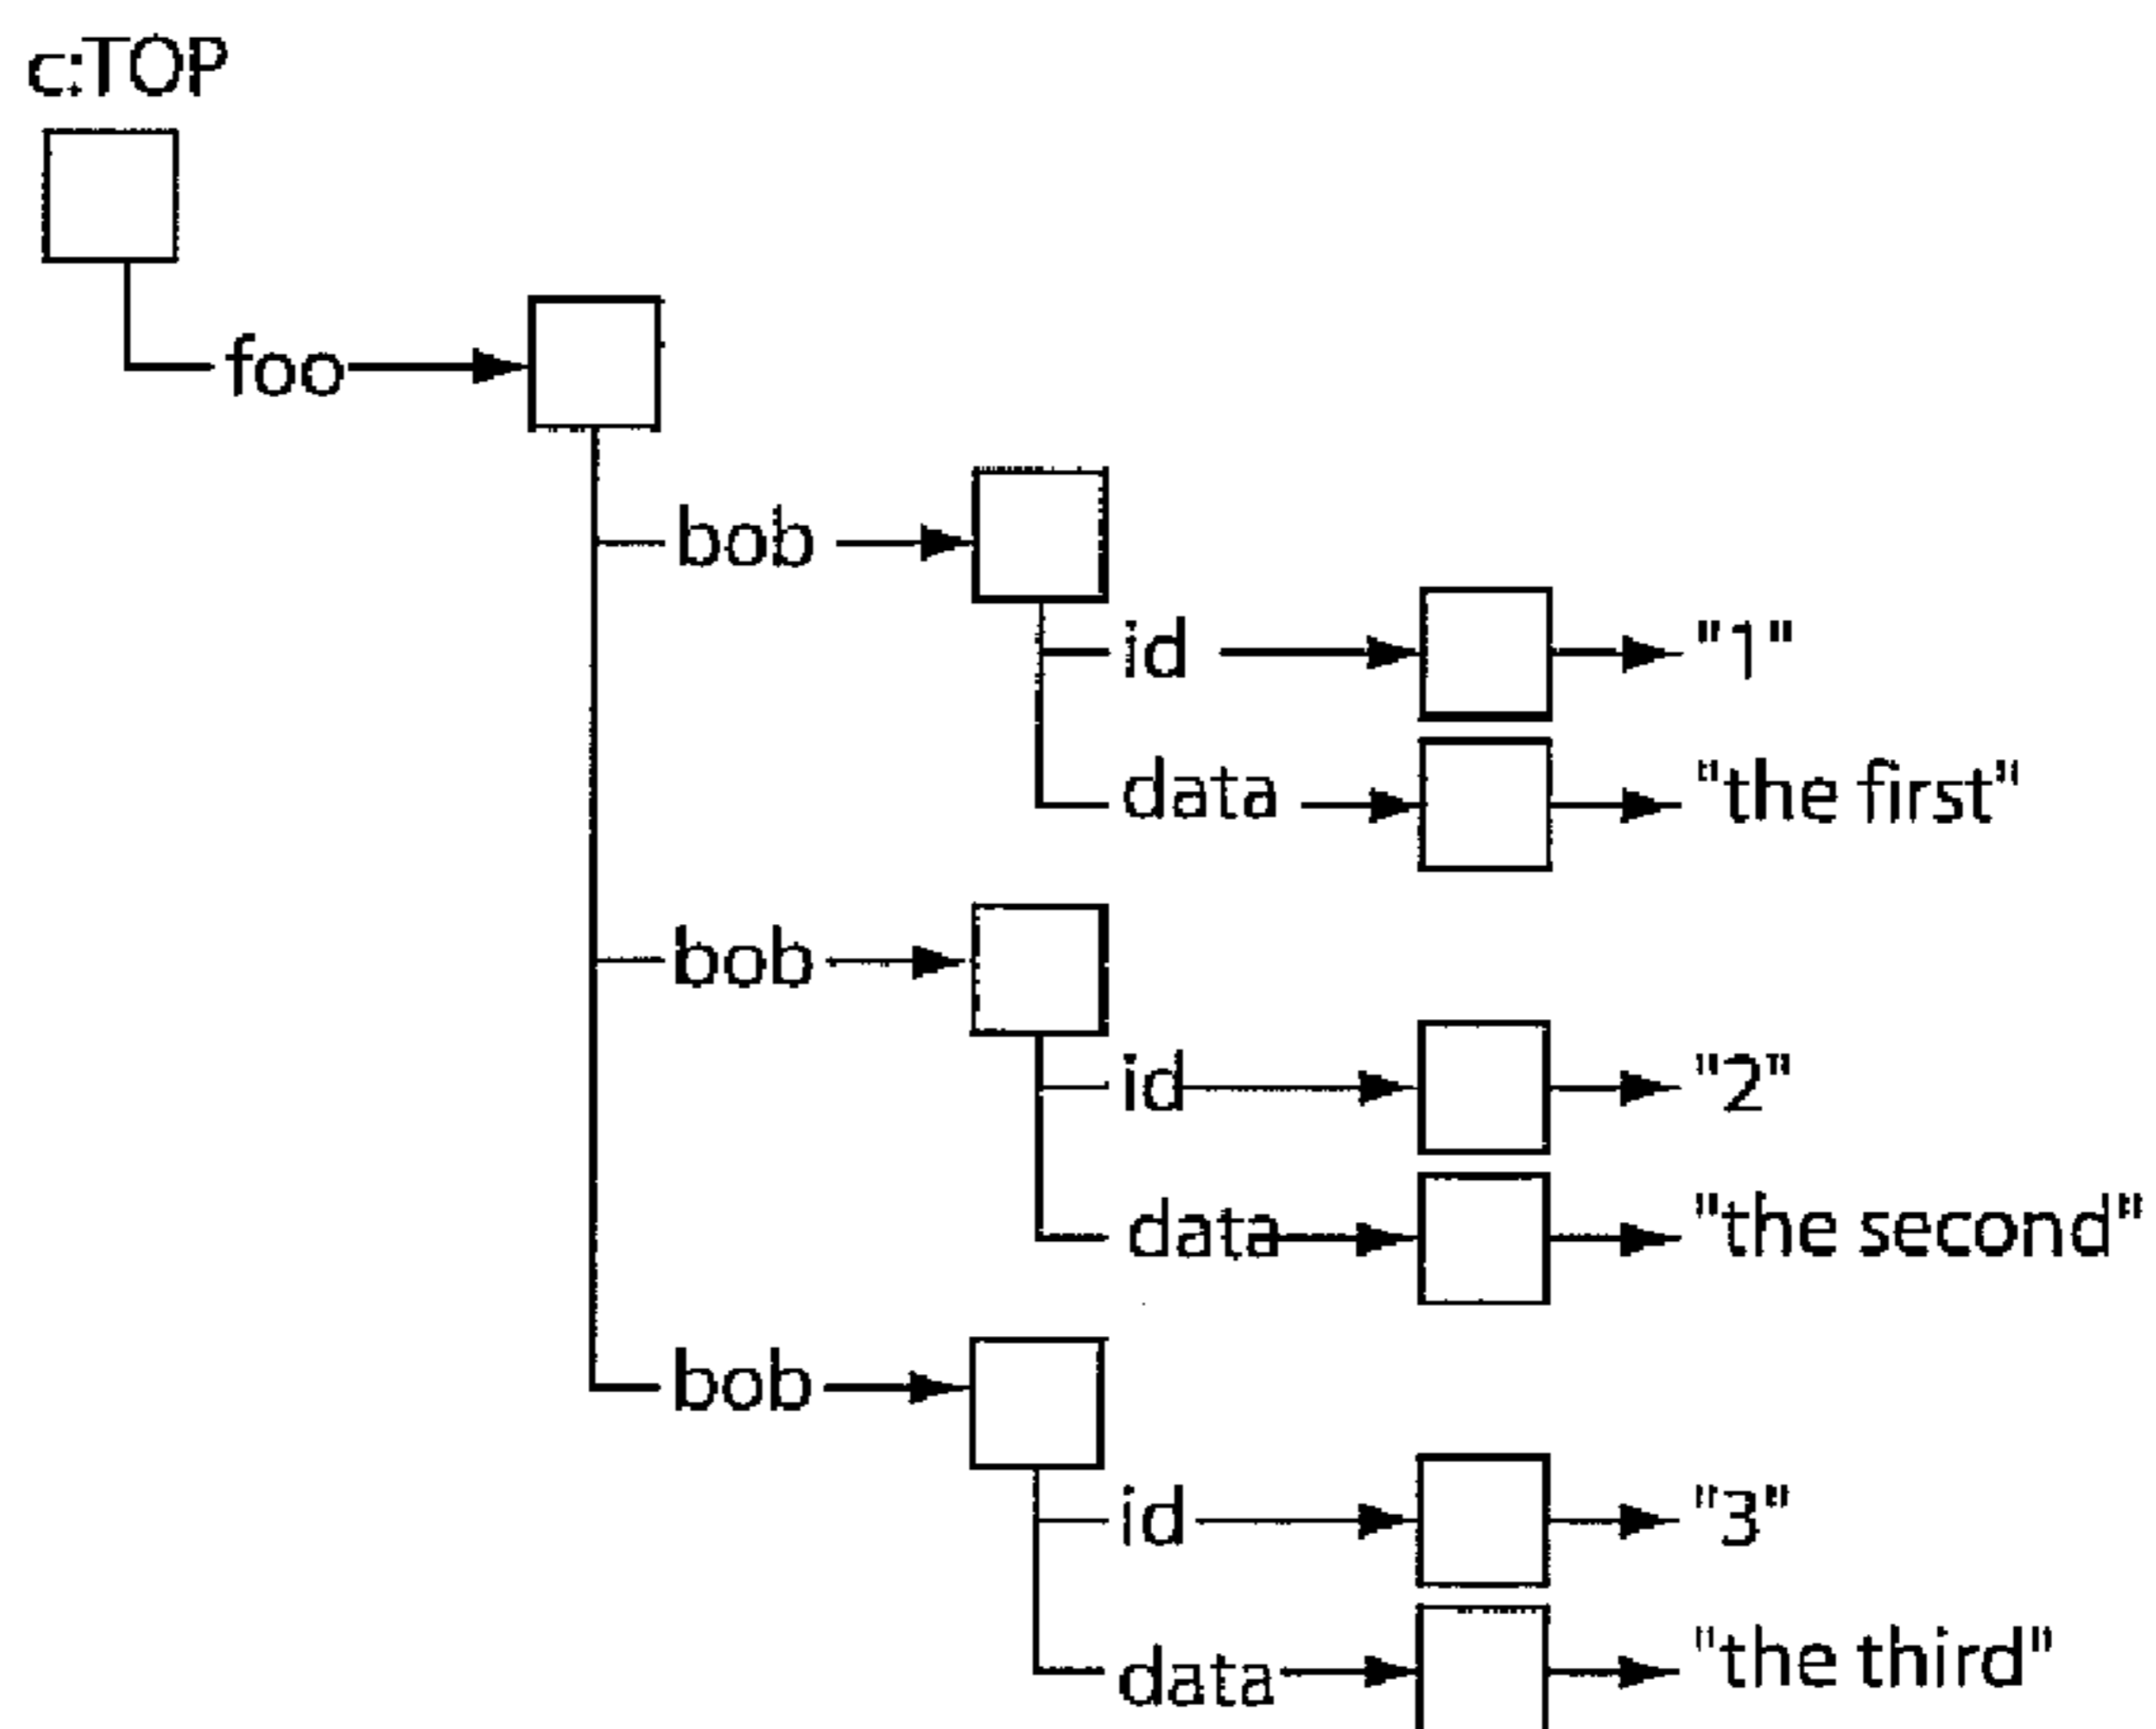 c:TOP
foo
bob
id "1"
data "the first"
bob
id "2"
data "the second"
bob
id "3"
data "the third"